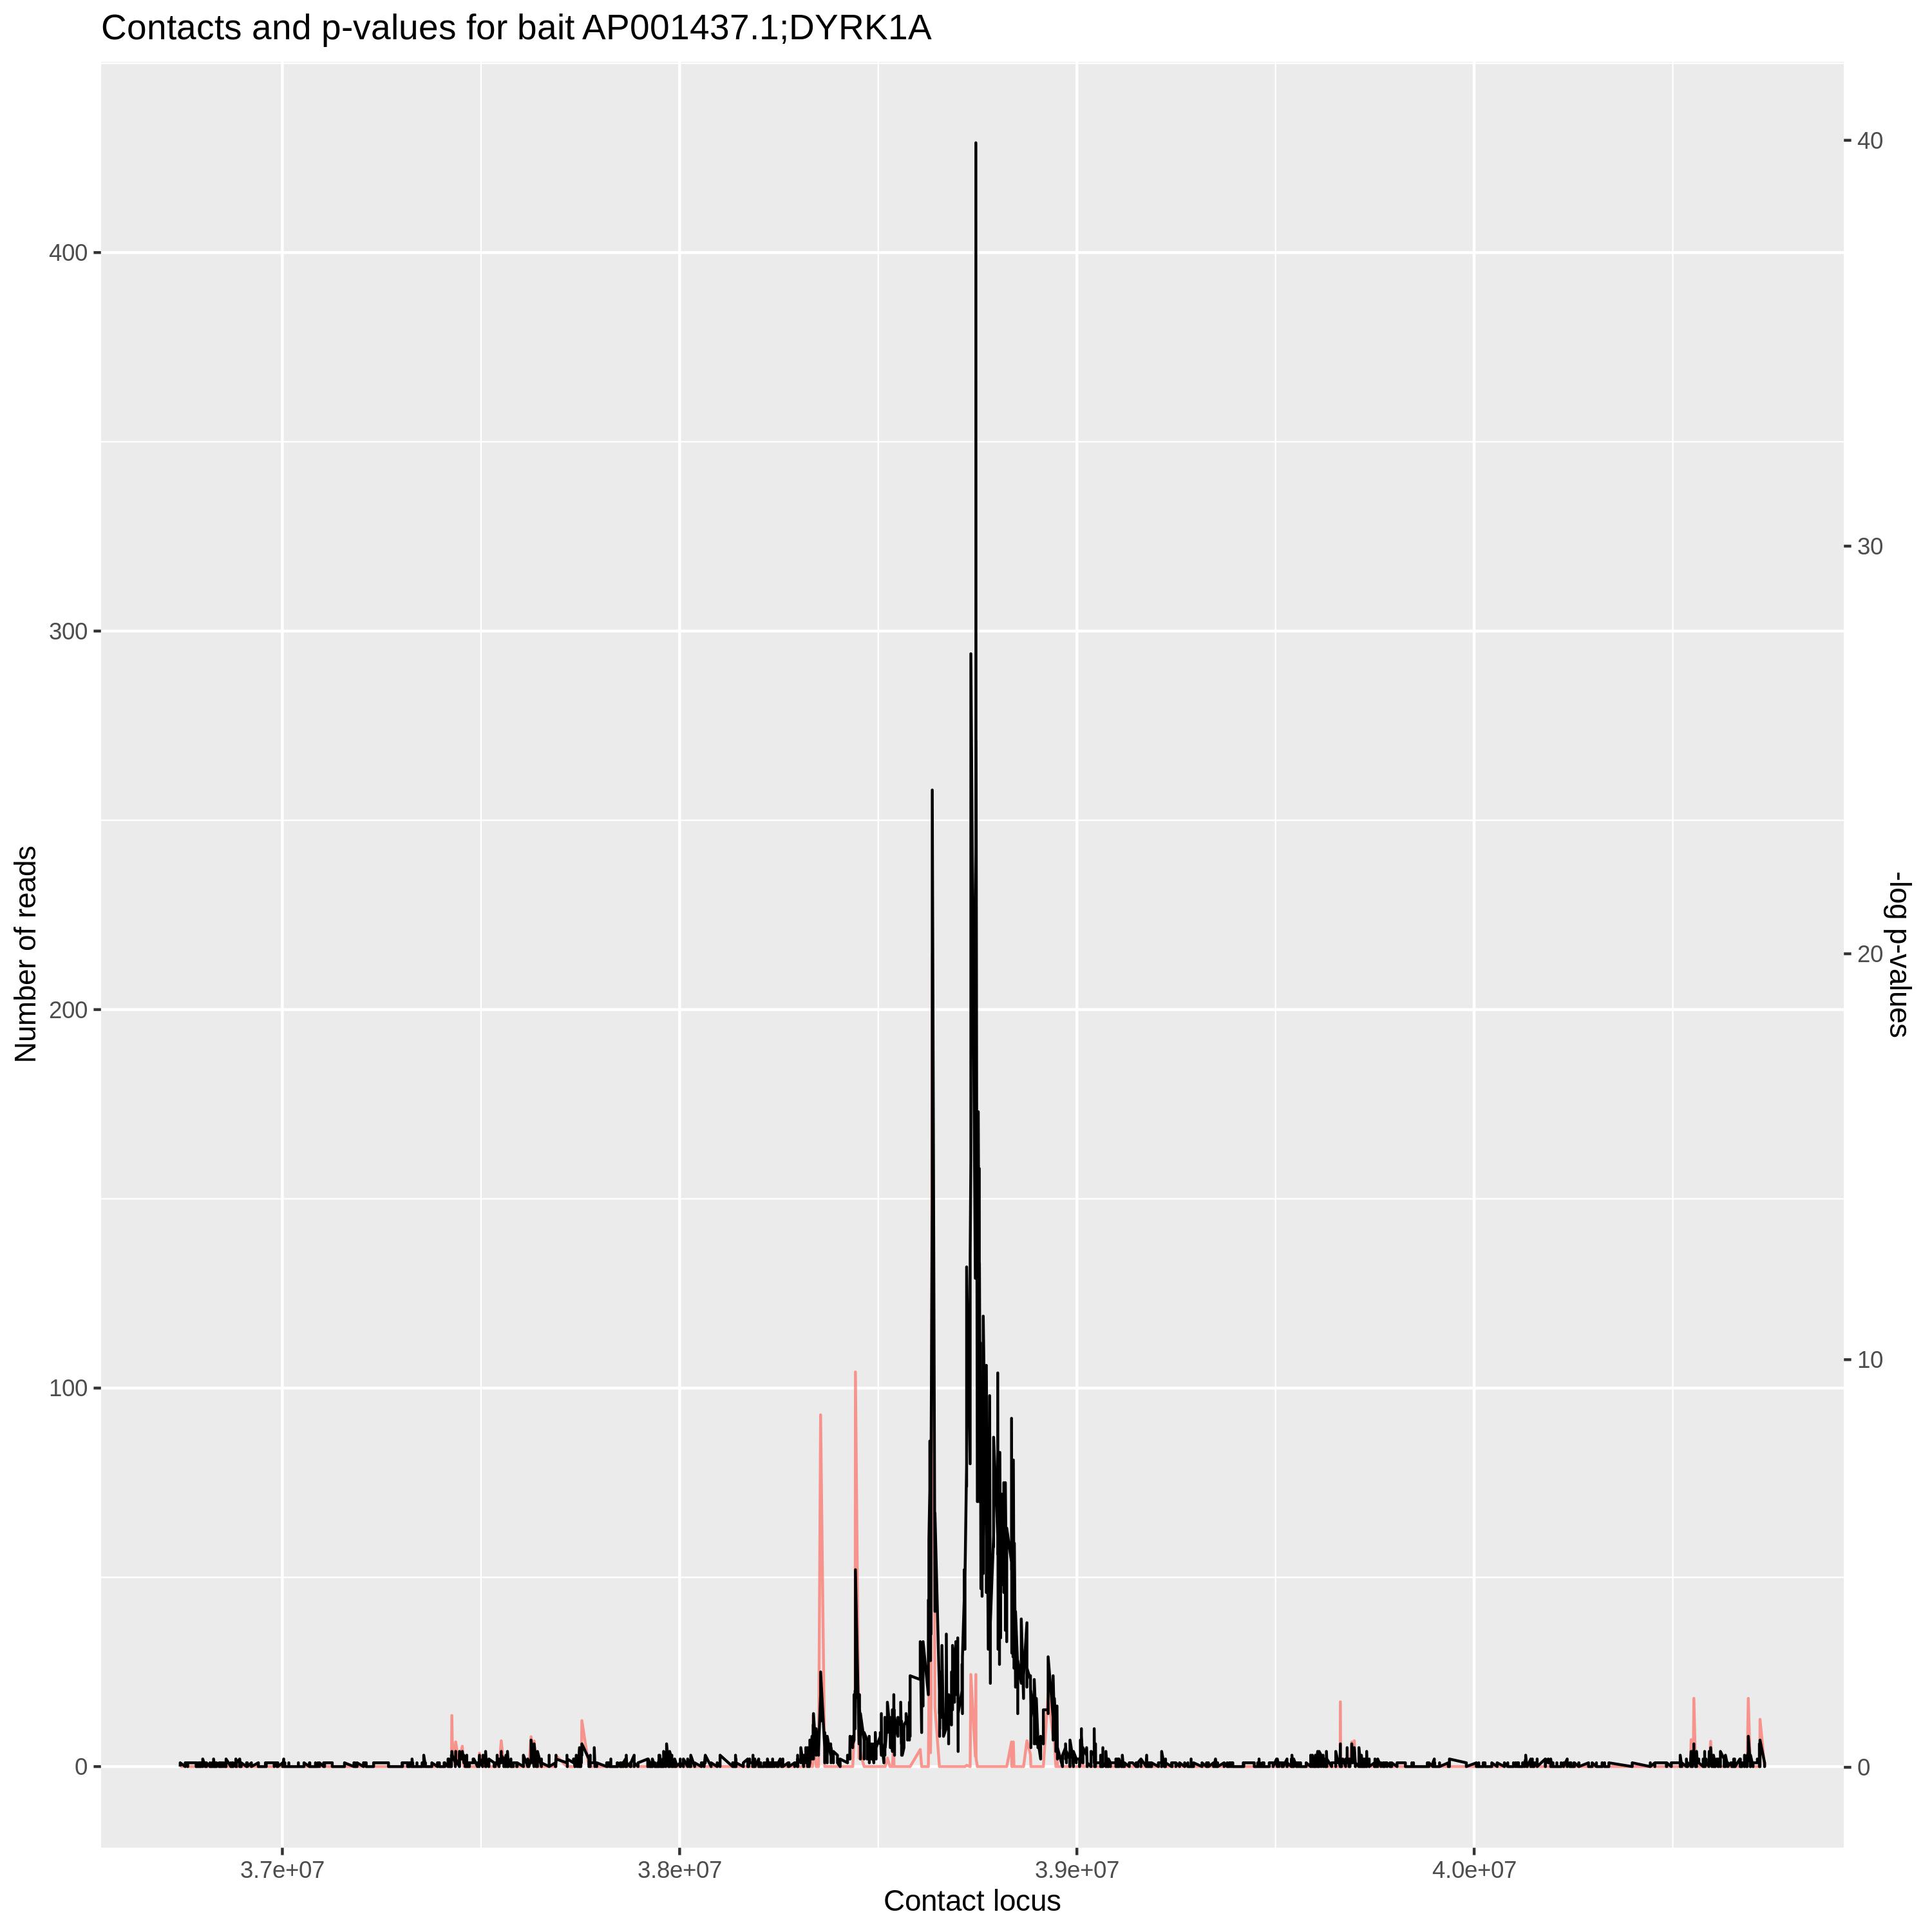 Contacts and p-values for bait AP001437.1;DYRK1A
40
400
30
300
Number of reads
-log p-values
20
200
10
100
0
0
3.7e+07
3.8e+07
3.9e+07
4.0e+07
Contact locus